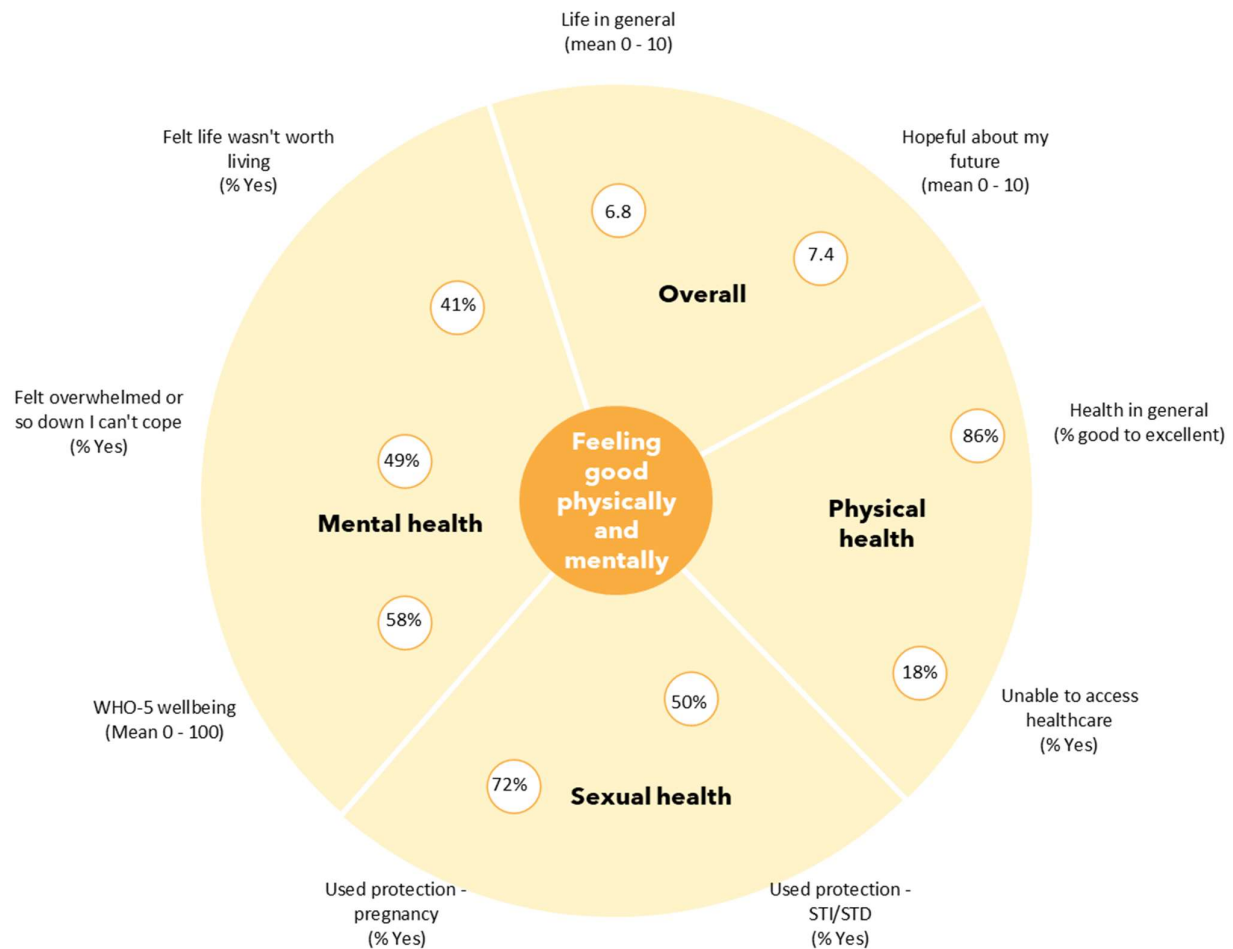 Life in general
(mean 0 - 10)
Felt life wasn't worth
living
(% Yes)
Hopeful about my
future
(mean 0 - 10)
6.8
7.4
Overall
41%
Felt overwhelmed or
so down I can't cope
(% Yes)
Health in general
(% good to excellent)
86%
49%
Mental health
Feeling
good
physically
and
mentally
Physical
health
58%
WHO-5 wellbeing
(Mean 0 - 100)
18%
Unable to access
healthcare
(% Yes)
50%
72%
Sexual health
Used protection -
pregnancy
(% Yes)
Used protection -
STI/STD
(% Yes)